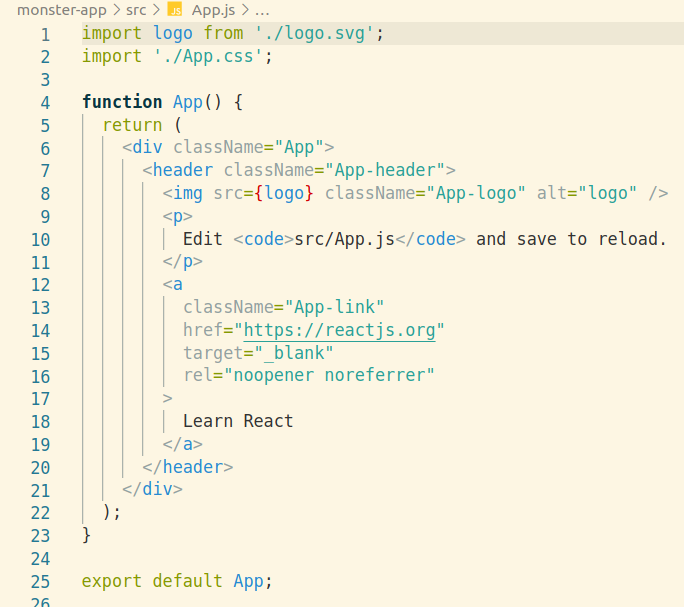 monster-app > src > JS App.js > ...
1 import logo from './logo.svg';
2 import './App.css';
3
4 function App() {
5   return (
6     <div className="App">
7       <header className="App-header">
8         <img src={logo} className="App-logo" alt="logo" />
9         <p>
10           Edit <code>src/App.js</code> and save to reload.
11         </p>
12         <a
13           className="App-link"
14           href="https://reactjs.org"
15           target="_blank"
16           rel="noopener noreferrer"
17         >
18           Learn React
19         </a>
20       </header>
21     </div>
22   );
23 }
24
25 export default App;
26